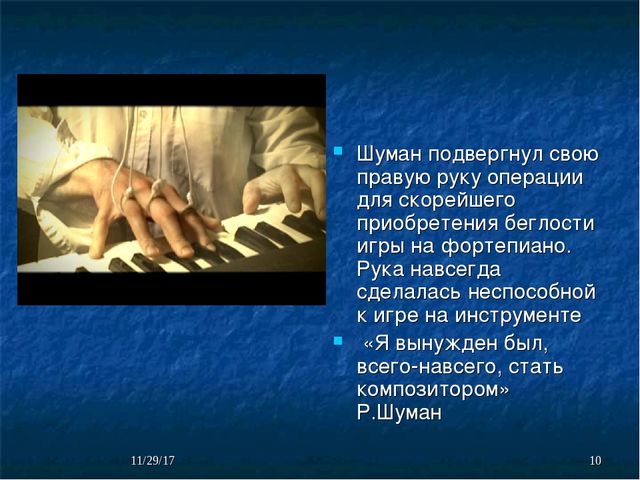 Шуман подвергнул свою
правую руку операции
для скорейшего
приобретения беглости
игры на фортепиано.
Рука навсегда
сделалась неспособной
к игре на инструменте
«Я вынужден был,
всего-навсего, стать
композитором»
Р.Шуман
11/29/17
10